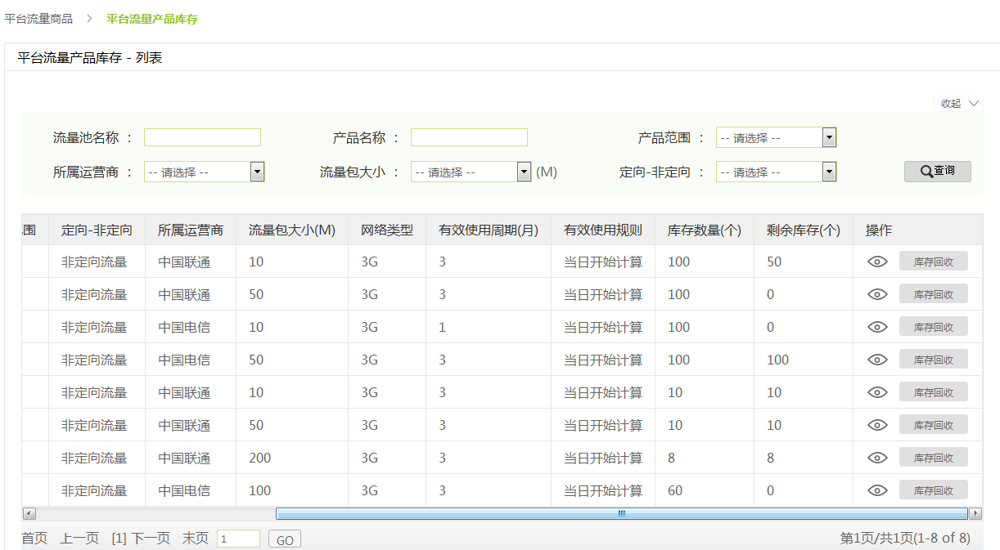 平台流量商品 > 平台流量产品库存
平台流量产品库存 - 列表
收起
流量池名称 ： 产品名称 ： 产品范围 ： -- 请选择 --
所属运营商 ： -- 请选择 -- 流量包大小 ： -- 请选择 -- (M) 定向-非定向 ： -- 请选择 -- 查询
围 定向-非定向 所属运营商 流量包大小(M) 网络类型 有效使用周期(月) 有效使用规则 库存数量(个) 剩余库存(个) 操作
非定向流量 中国联通 10 3G 3 当日开始计算 100 50 库存回收
非定向流量 中国联通 50 3G 3 当日开始计算 100 0 库存回收
非定向流量 中国电信 10 3G 1 当日开始计算 100 0 库存回收
非定向流量 中国电信 50 3G 3 当日开始计算 100 100 库存回收
非定向流量 中国联通 10 3G 3 当日开始计算 10 10 库存回收
非定向流量 中国联通 50 3G 3 当日开始计算 10 10 库存回收
非定向流量 中国联通 200 3G 3 当日开始计算 8 8 库存回收
非定向流量 中国电信 100 3G 3 当日开始计算 60 0 库存回收
首页 上一页 [1] 下一页 末页 1 GO 第1页/共1页(1-8 of 8)